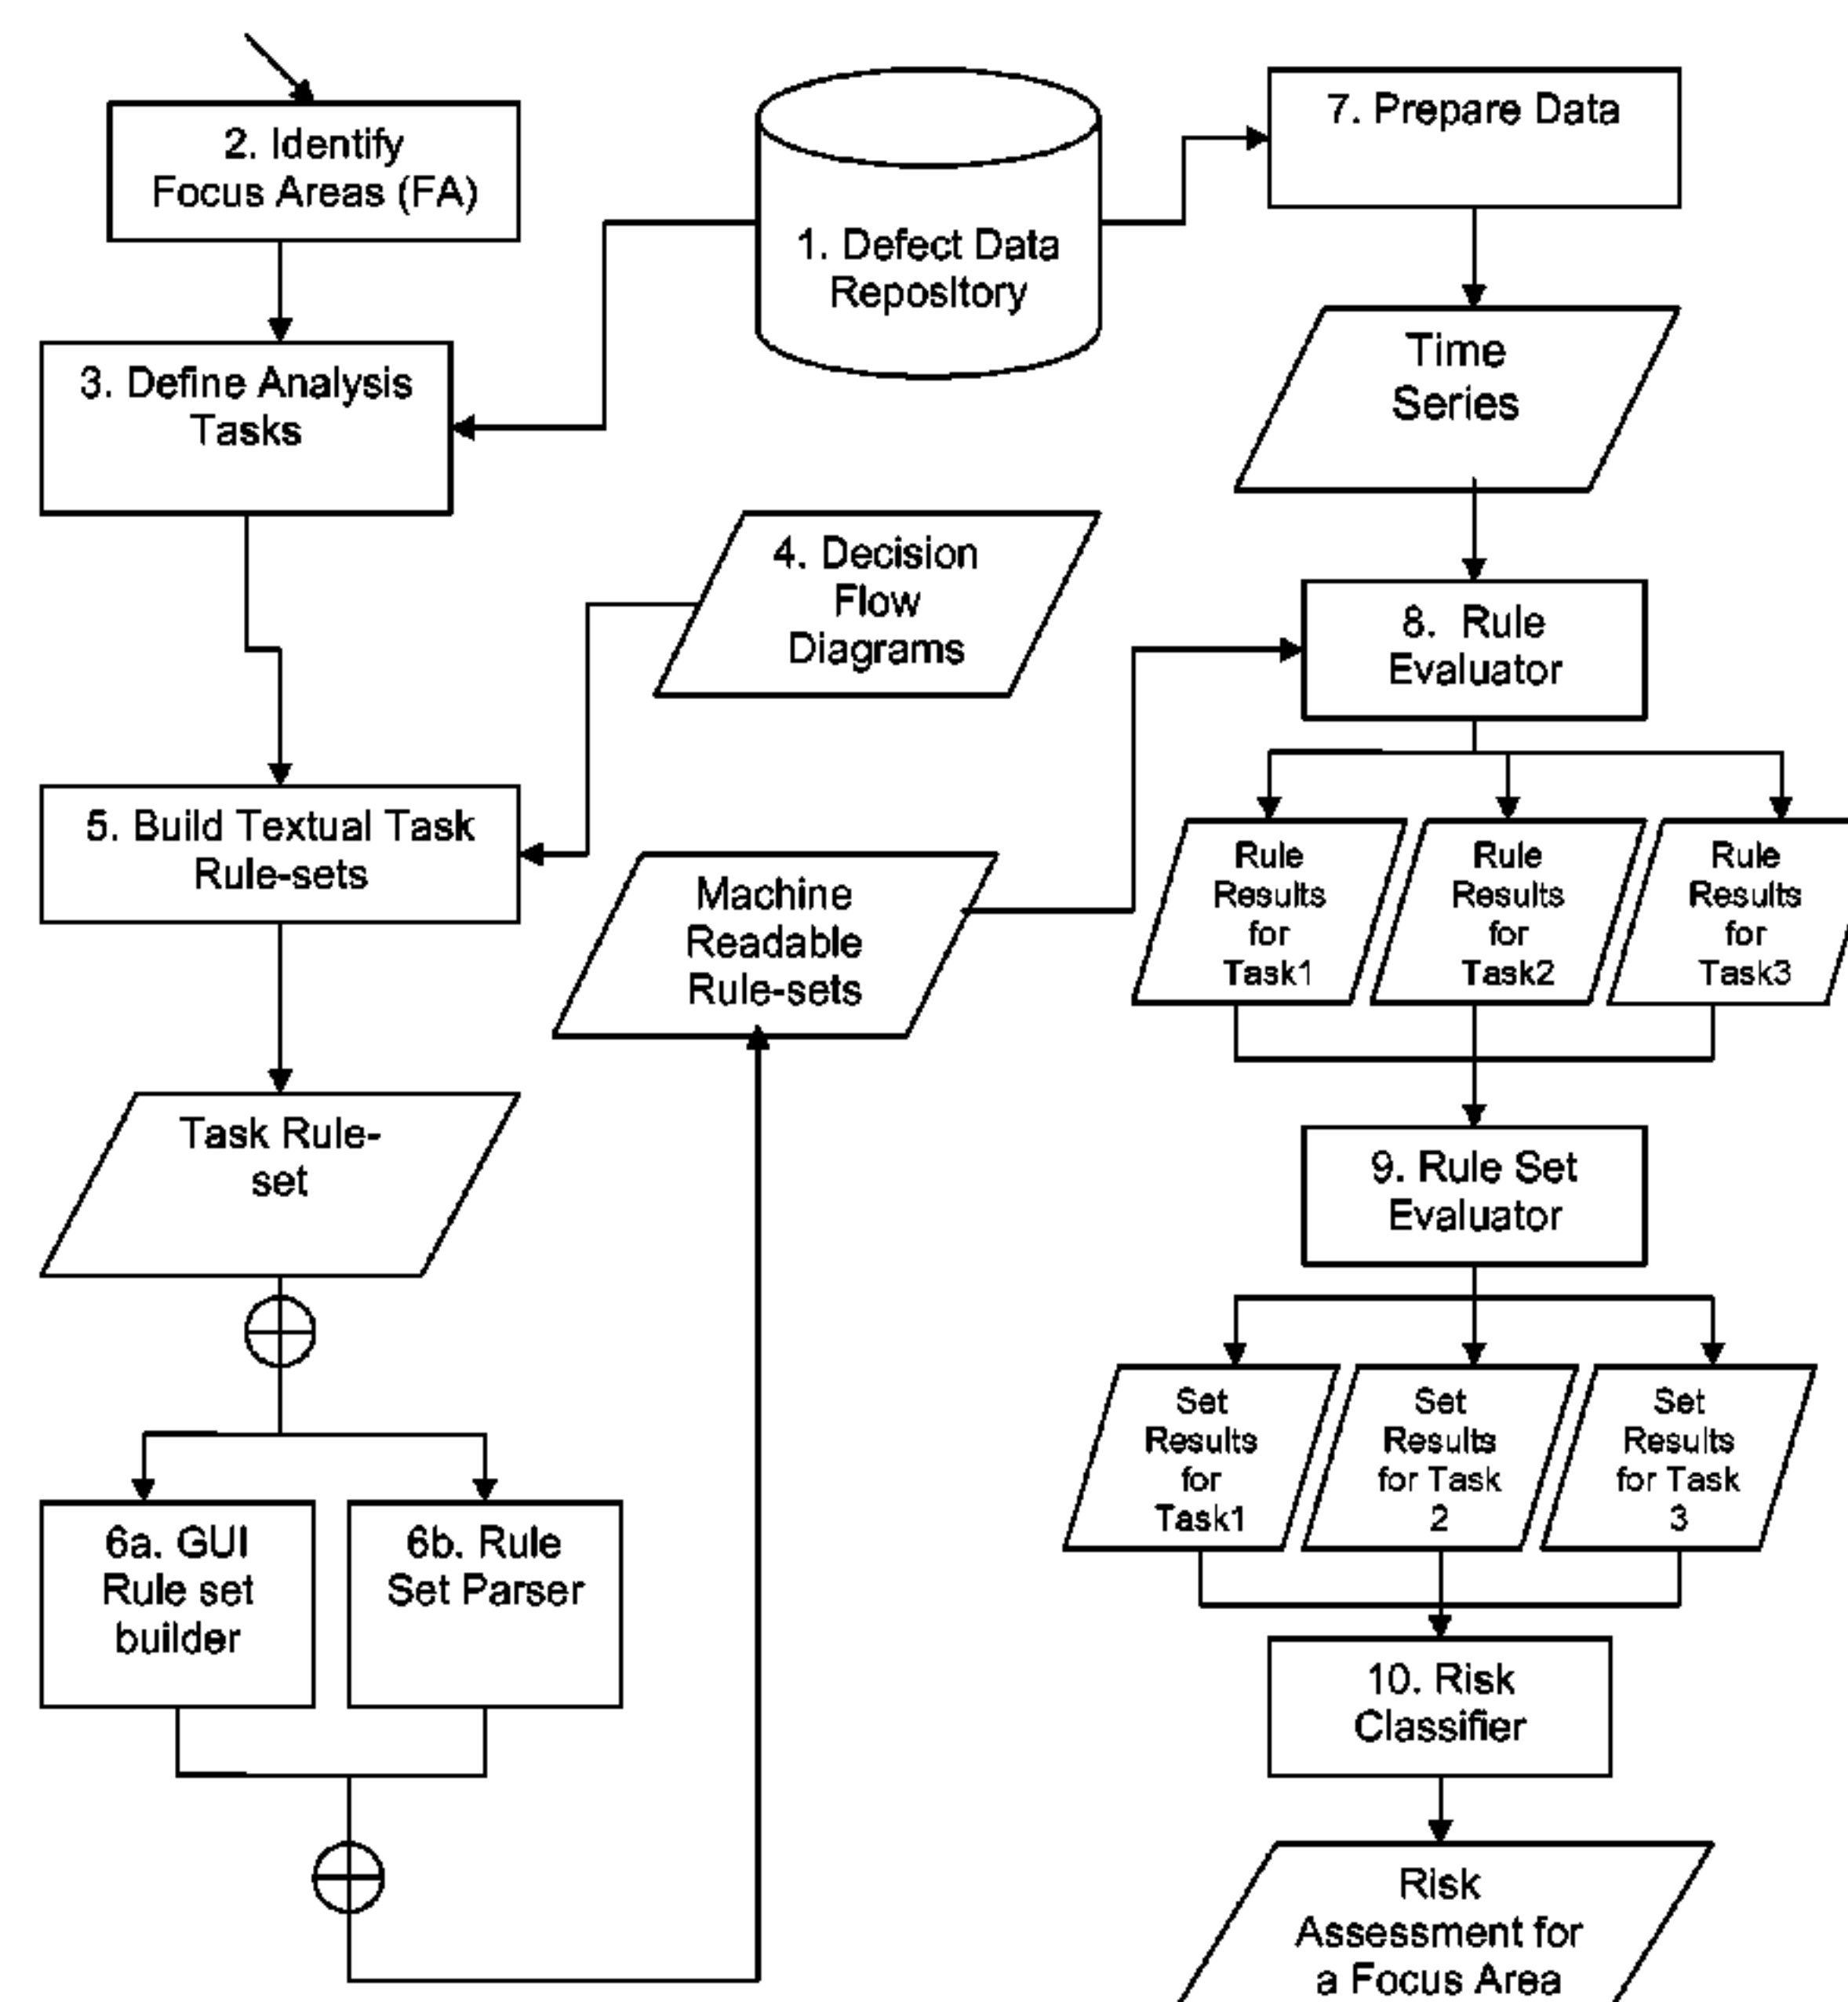 2. Identify
Focus Areas (FA)
1. Defect Data
Repository
7. Prepare Data
3. Define Analysis
Tasks
Time
Series
4. Decision
Flow
Diagrams
8. Rule
Evaluator
5. Build Textual Task
Rule-sets
Machine
Readable
Rule-sets
Rule
Results
for
Task1
Rule
Results
for
Task2
Rule
Results
for
Task3
Task Rule-
set
9. Rule Set
Evaluator
Set
Results
for
Task1
Set
Results
for Task
2
Set
Results
for Task
3
6a. GUI
Rule set
builder
6b. Rule
Set Parser
10. Risk
Classifier
Risk
Assessment for
a Focus Area